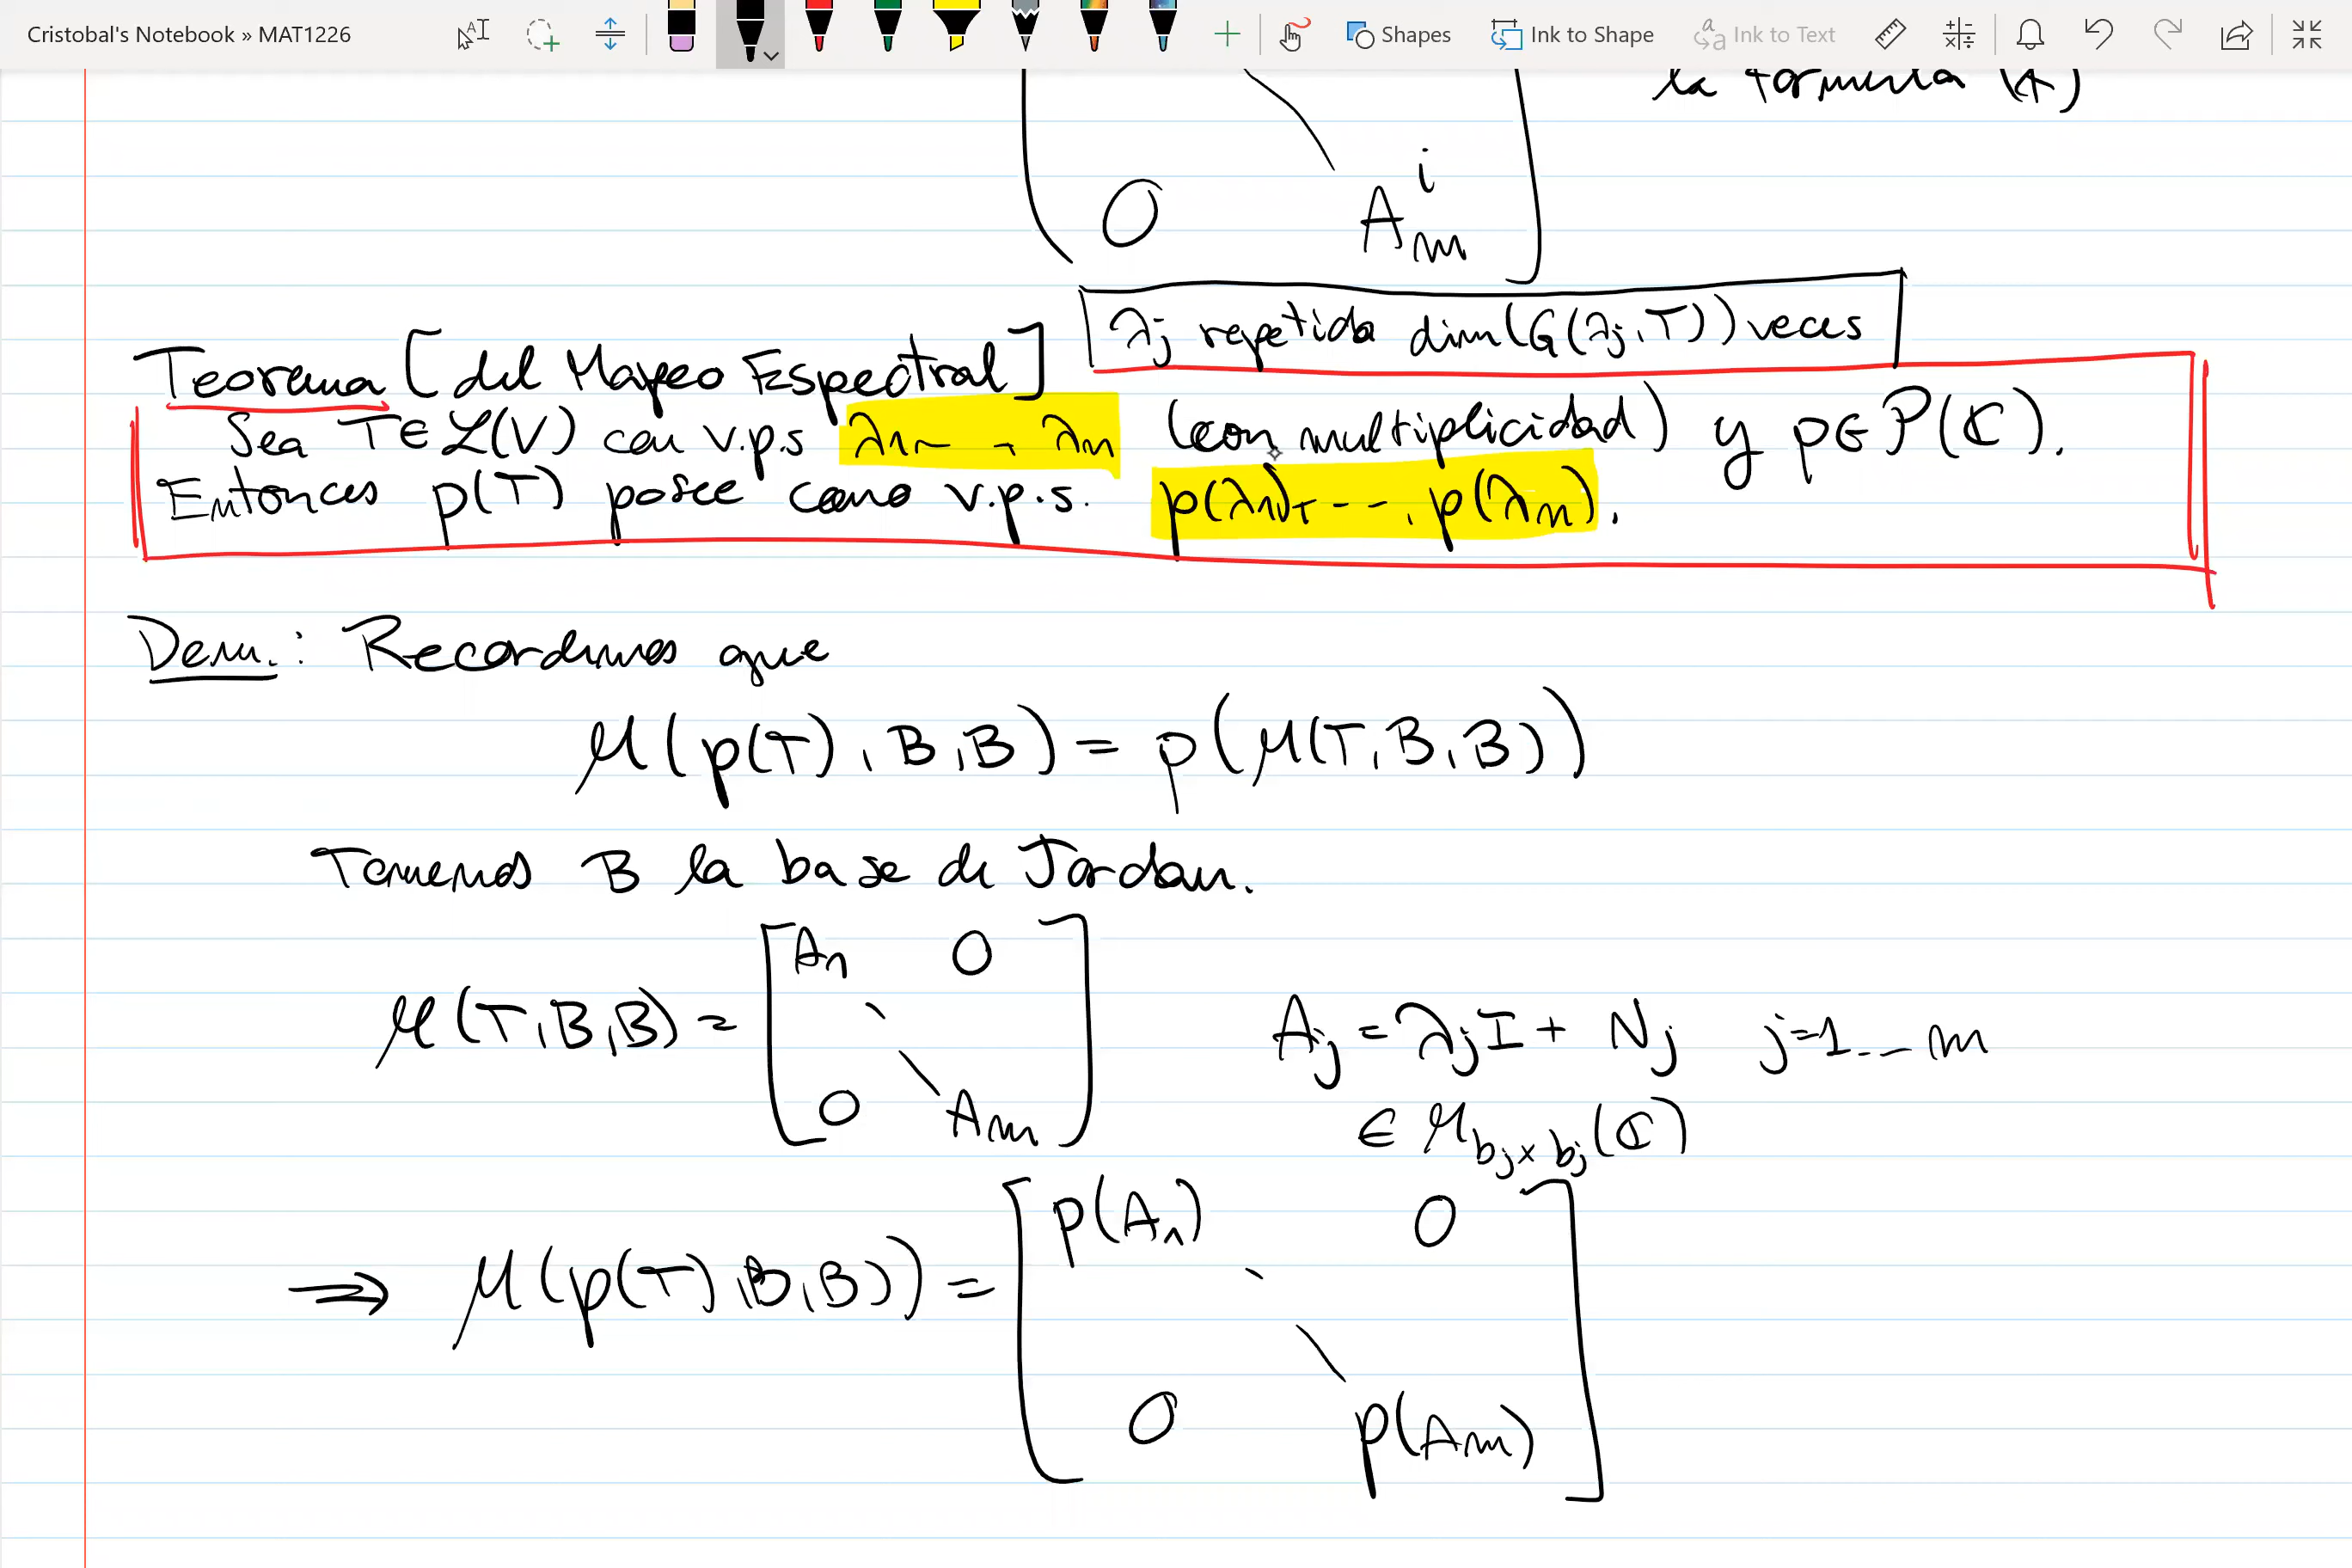 Cristobal's Notebook » MAT1226
Shapes
Ink to Shape
Ink to Text
la formula (*)
0 A_m^i
λj repetida dim(G(λj,T)) veces
Teorema [del Mapeo Espectral]
Sea T∈ℒ(V) con v.p.s λ1, ..., λm (con multiplicidad) y p∈P(ℂ).
Entonces p(T) posee como v.p.s. p(λ1), ..., p(λm).
Dem.: Recordemos que
M(p(T), B, B) = p(M(T, B, B))
Tomemos B la base de Jordan.
A1 0
M(T, B, B) = Aj = λjI + Nj j=1...m
0 Am ∈ M_{bj×bj}(ℂ)
p(A1) 0
⇒ M(p(T), B, B)) =
0 p(Am)